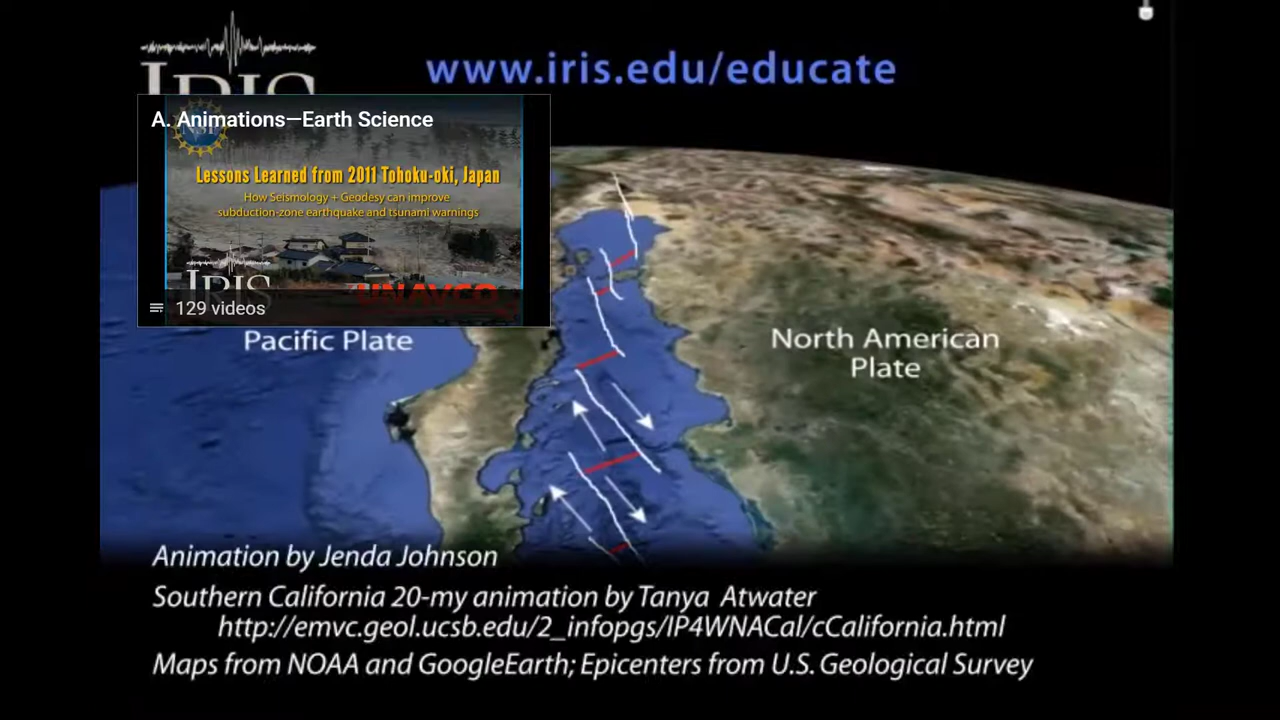 www.iris.edu/educate
IRIS
A. Animations—Earth Science
NSF
Lessons Learned from 2011 Tohoku-oki, Japan
How Seismology + Geodesy can improve
subduction-zone earthquake and tsunami warnings
IRIS
UNAVCO
129 videos
Pacific Plate
North American
Plate
Animation by Jenda Johnson
Southern California 20-my animation by Tanya Atwater
http://emvc.geol.ucsb.edu/2_infopgs/IP4WNACal/cCalifornia.html
Maps from NOAA and GoogleEarth; Epicenters from U.S. Geological Survey